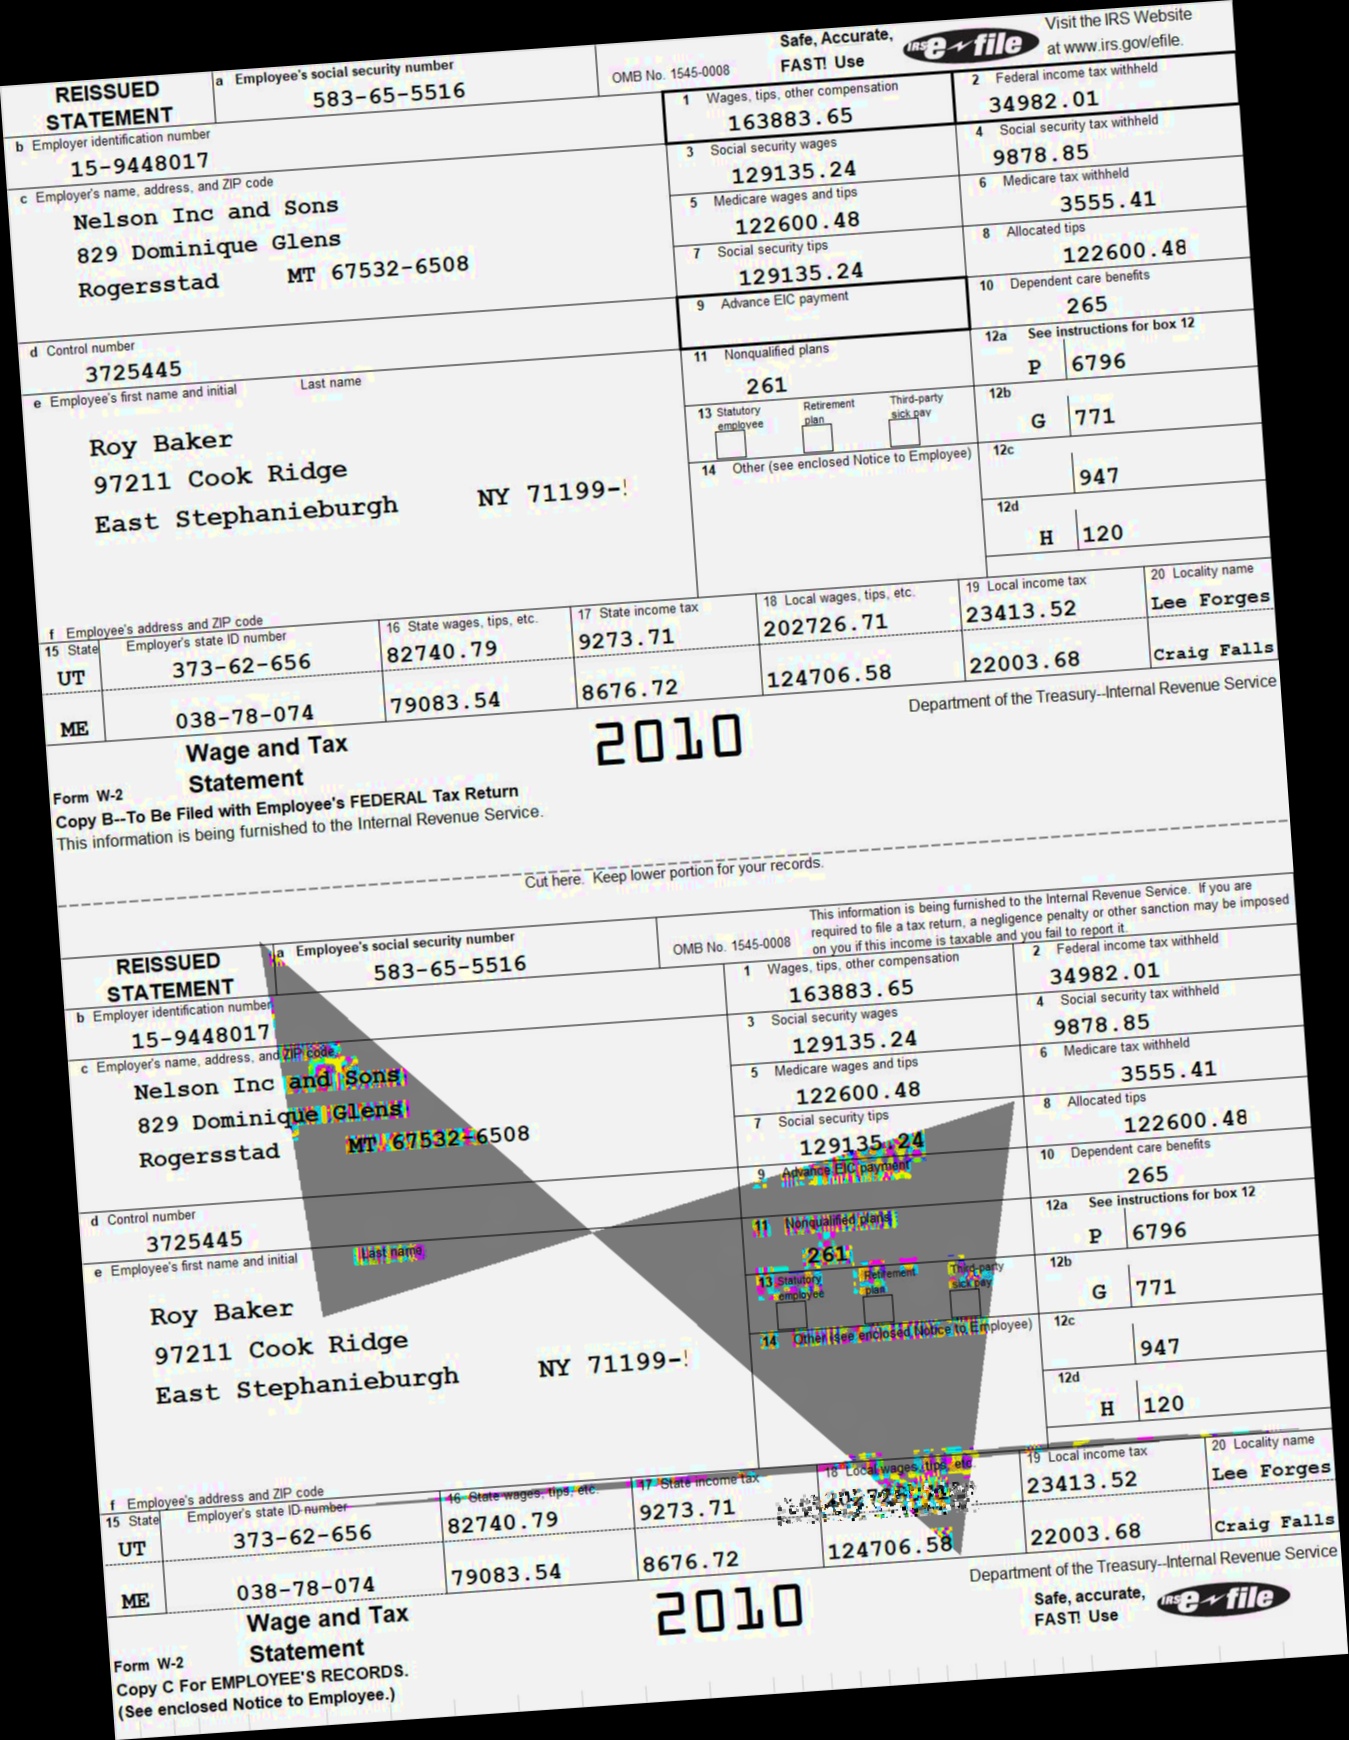 REISSUED STATEMENT
a Employee's social security number
583-65-5516
OMB No. 1545-0008
Safe, Accurate, FAST! Use
IRS e-file
Visit the IRS Website at www.irs.gov/efile.
b Employer identification number
15-9448017
1 Wages, tips, other compensation
163883.65
2 Federal income tax withheld
34982.01
3 Social security wages
129135.24
4 Social security tax withheld
9878.85
c Employer's name, address, and ZIP code
Nelson Inc and Sons
829 Dominique Glens
Rogersstad MT 67532-6508
5 Medicare wages and tips
122600.48
6 Medicare tax withheld
3555.41
7 Social security tips
129135.24
8 Allocated tips
122600.48
d Control number
3725445
9 Advance EIC payment
10 Dependent care benefits
265
e Employee's first name and initial Last name
Roy Baker
97211 Cook Ridge
East Stephanieburgh NY 71199-
11 Nonqualified plans
261
12a See instructions for box 12
P 6796
13 Statutory employee Retirement plan Third-party sick pay
12b
G 771
14 Other (see enclosed Notice to Employee)
12c
947
12d
H 120
f Employee's address and ZIP code
15 State Employer's state ID number
16 State wages, tips, etc.
17 State income tax
18 Local wages, tips, etc.
19 Local income tax
20 Locality name
UT 373-62-656 82740.79 9273.71 202726.71 23413.52 Lee Forges
ME 038-78-074 79083.54 8676.72 124706.58 22003.68 Craig Falls
Wage and Tax Statement
2010
Department of the Treasury--Internal Revenue Service
Form W-2
Copy B--To Be Filed with Employee's FEDERAL Tax Return
This information is being furnished to the Internal Revenue Service.
Cut here. Keep lower portion for your records.
This information is being furnished to the Internal Revenue Service. If you are
required to file a tax return, a negligence penalty or other sanction may be imposed
on you if this income is taxable and you fail to report it.
REISSUED STATEMENT
a Employee's social security number
583-65-5516
OMB No. 1545-0008
b Employer identification number
15-9448017
1 Wages, tips, other compensation
163883.65
2 Federal income tax withheld
34982.01
3 Social security wages
129135.24
4 Social security tax withheld
9878.85
c Employer's name, address, and ZIP code
Nelson Inc and Sons
829 Dominique Glens
Rogersstad MT 67532-6508
5 Medicare wages and tips
122600.48
6 Medicare tax withheld
3555.41
7 Social security tips
129135.24
8 Allocated tips
122600.48
d Control number
3725445
9 Advance EIC payment
10 Dependent care benefits
265
e Employee's first name and initial Last name
Roy Baker
97211 Cook Ridge
East Stephanieburgh NY 71199-
11 Nonqualified plans
261
12a See instructions for box 12
P 6796
13 Statutory employee Retirement plan Third-party sick pay
12b
G 771
14 Other (see enclosed Notice to Employee)
12c
947
12d
H 120
f Employee's address and ZIP code
15 State Employer's state ID number
16 State wages, tips, etc.
17 State income tax
18 Local wages, tips, etc.
19 Local income tax
20 Locality name
UT 373-62-656 82740.79 9273.71 23413.52 Lee Forges
ME 038-78-074 79083.54 8676.72 124706.58 22003.68 Craig Falls
Wage and Tax Statement
2010
Department of the Treasury--Internal Revenue Service
Safe, accurate, FAST! Use
IRS e-file
Form W-2
Copy C For EMPLOYEE'S RECORDS.
(See enclosed Notice to Employee.)